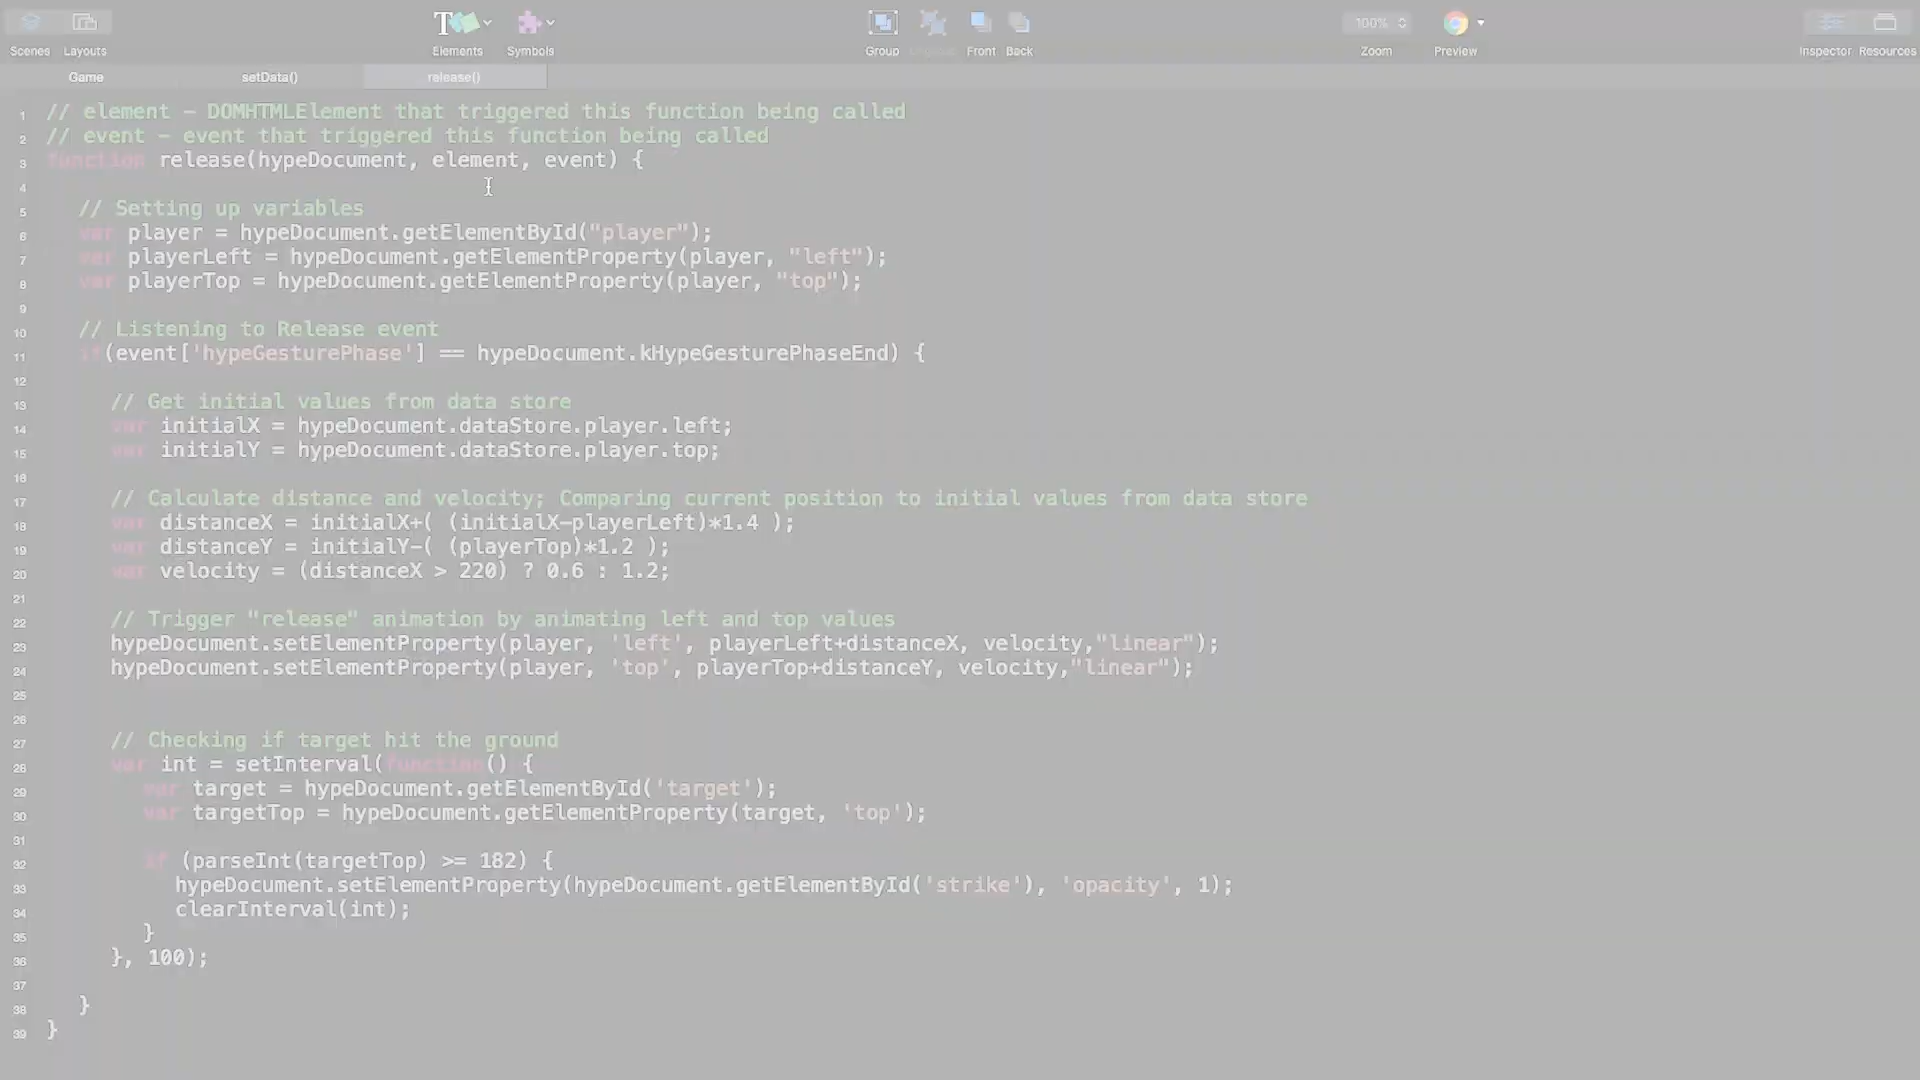 Scenes Layouts Elements Symbols Group Ungroup Front Back 100% Zoom Preview Inspector Resources
Game setData() release()
1 // element – DOMHTMLElement that triggered this function being called
2 // event – event that triggered this function being called
3 function release(hypeDocument, element, event) {
4
5 // Setting up variables
6 var player = hypeDocument.getElementById("player");
7 var playerLeft = hypeDocument.getElementProperty(player, "left");
8 var playerTop = hypeDocument.getElementProperty(player, "top");
9
10 // Listening to Release event
11 if(event['hypeGesturePhase'] == hypeDocument.kHypeGesturePhaseEnd) {
12
13 // Get initial values from data store
14 var initialX = hypeDocument.dataStore.player.left;
15 var initialY = hypeDocument.dataStore.player.top;
16
17 // Calculate distance and velocity; Comparing current position to initial values from data store
18 var distanceX = initialX+( (initialX-playerLeft)*1.4 );
19 var distanceY = initialY-( (playerTop)*1.2 );
20 var velocity = (distanceX > 220) ? 0.6 : 1.2;
21
22 // Trigger "release" animation by animating left and top values
23 hypeDocument.setElementProperty(player, 'left', playerLeft+distanceX, velocity,"linear");
24 hypeDocument.setElementProperty(player, 'top', playerTop+distanceY, velocity,"linear");
25
26
27 // Checking if target hit the ground
28 var int = setInterval(function() {
29 var target = hypeDocument.getElementById('target');
30 var targetTop = hypeDocument.getElementProperty(target, 'top');
31
32 if (parseInt(targetTop) >= 182) {
33 hypeDocument.setElementProperty(hypeDocument.getElementById('strike'), 'opacity', 1);
34 clearInterval(int);
35 }
36 }, 100);
37
38 }
39 }